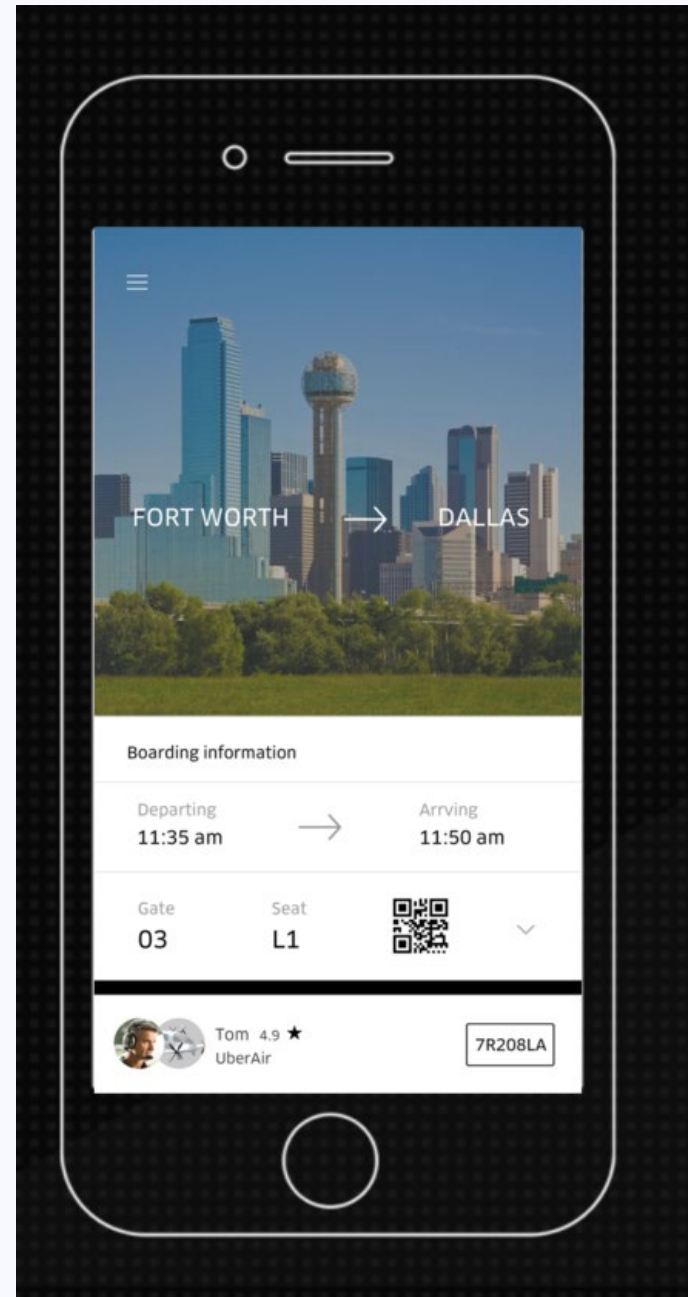 FORT WORTH → DALLAS
Boarding information
Departing → Arrving
11:35 am 11:50 am
Gate Seat
03 L1
Tom 4.9 ★
UberAir
7R208LA